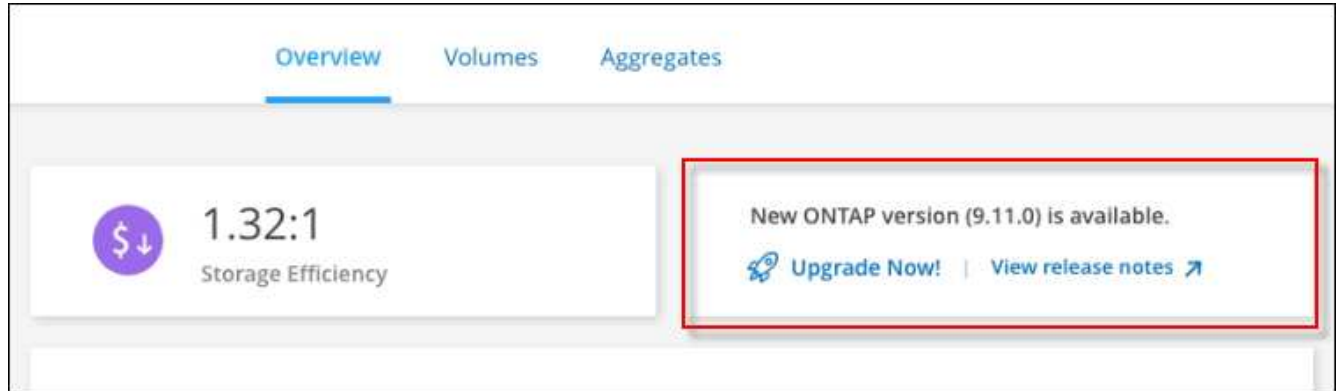 Overview Volumes Aggregates
1.32:1
Storage Efficiency
New ONTAP version (9.11.0) is available.
Upgrade Now! | View release notes